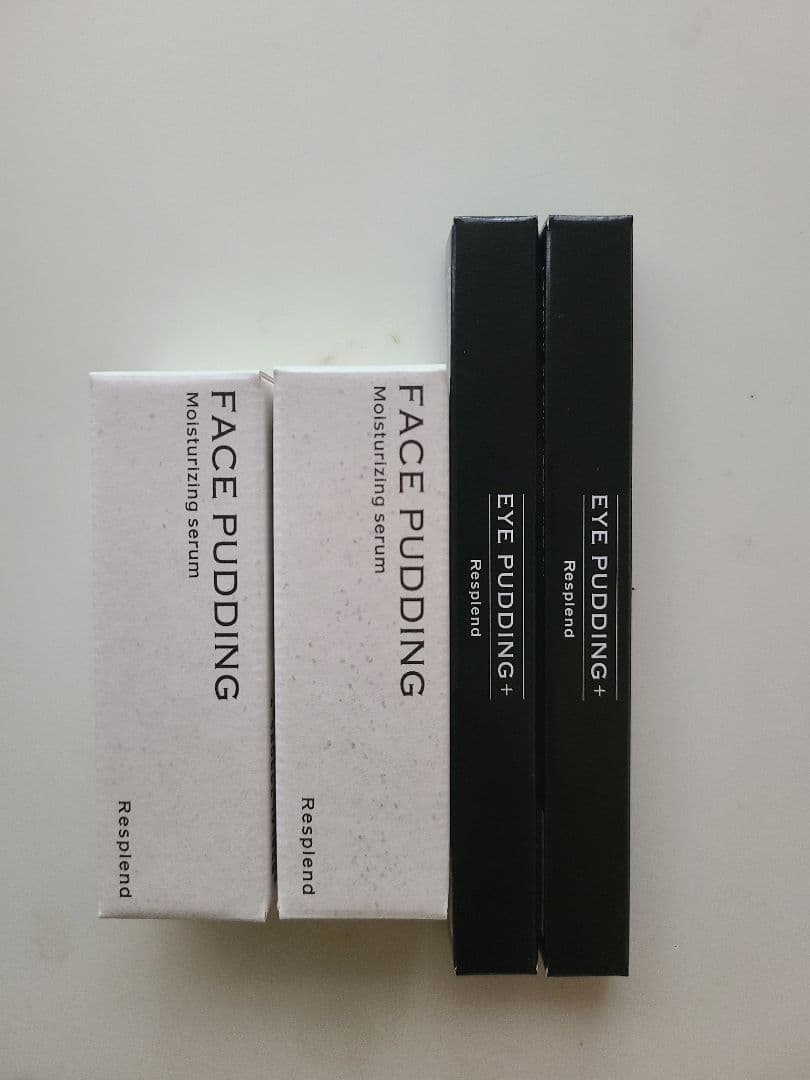 FACE PUDDING
Moisturizing serum
Resplend
FACE PUDDING
Moisturizing serum
Resplend
EYE PUDDING+
Resplend
EYE PUDDING+
Resplend